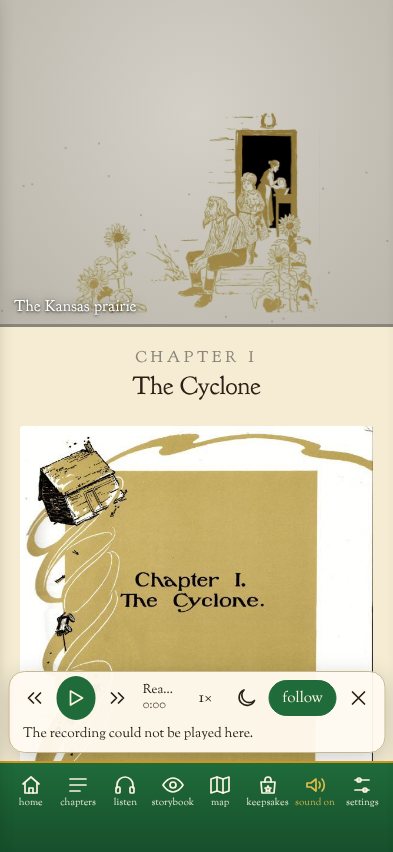 The Kansas prairie
CHAPTER I
The Cyclone
Chapter I.
The Cyclone.
Rea...
0:00
1×
follow
The recording could not be played here.
home
chapters
listen
storybook
map
keepsakes
sound on
settings